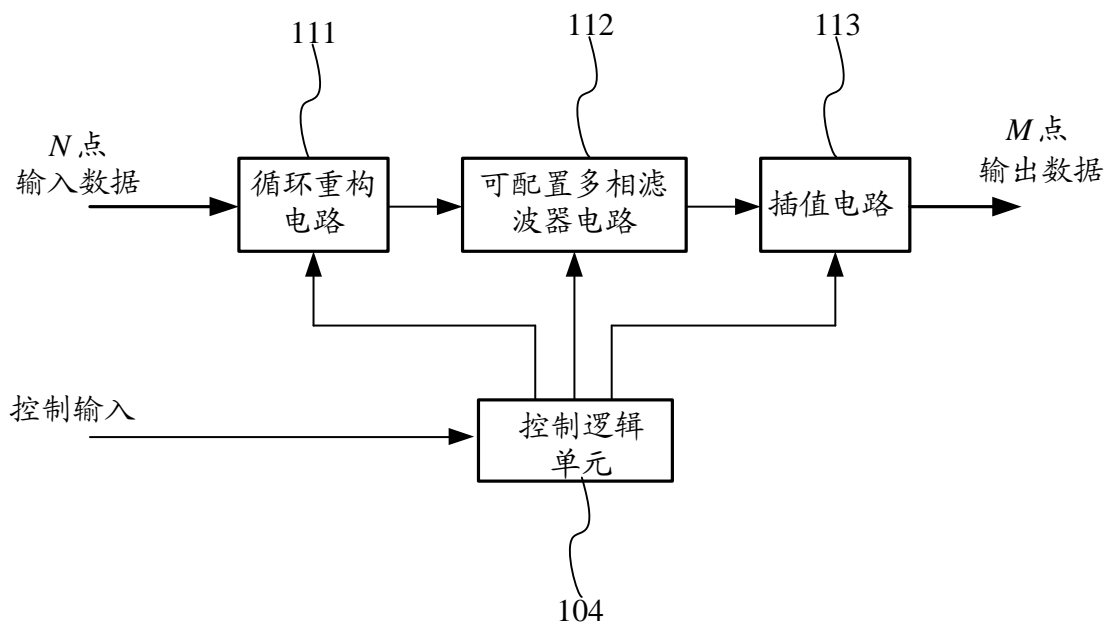 111
112
113
N点
输入数据
循环重构
电路
可配置多相滤
波器电路
插值电路
M点
输出数据
控制输入
控制逻辑
单元
104